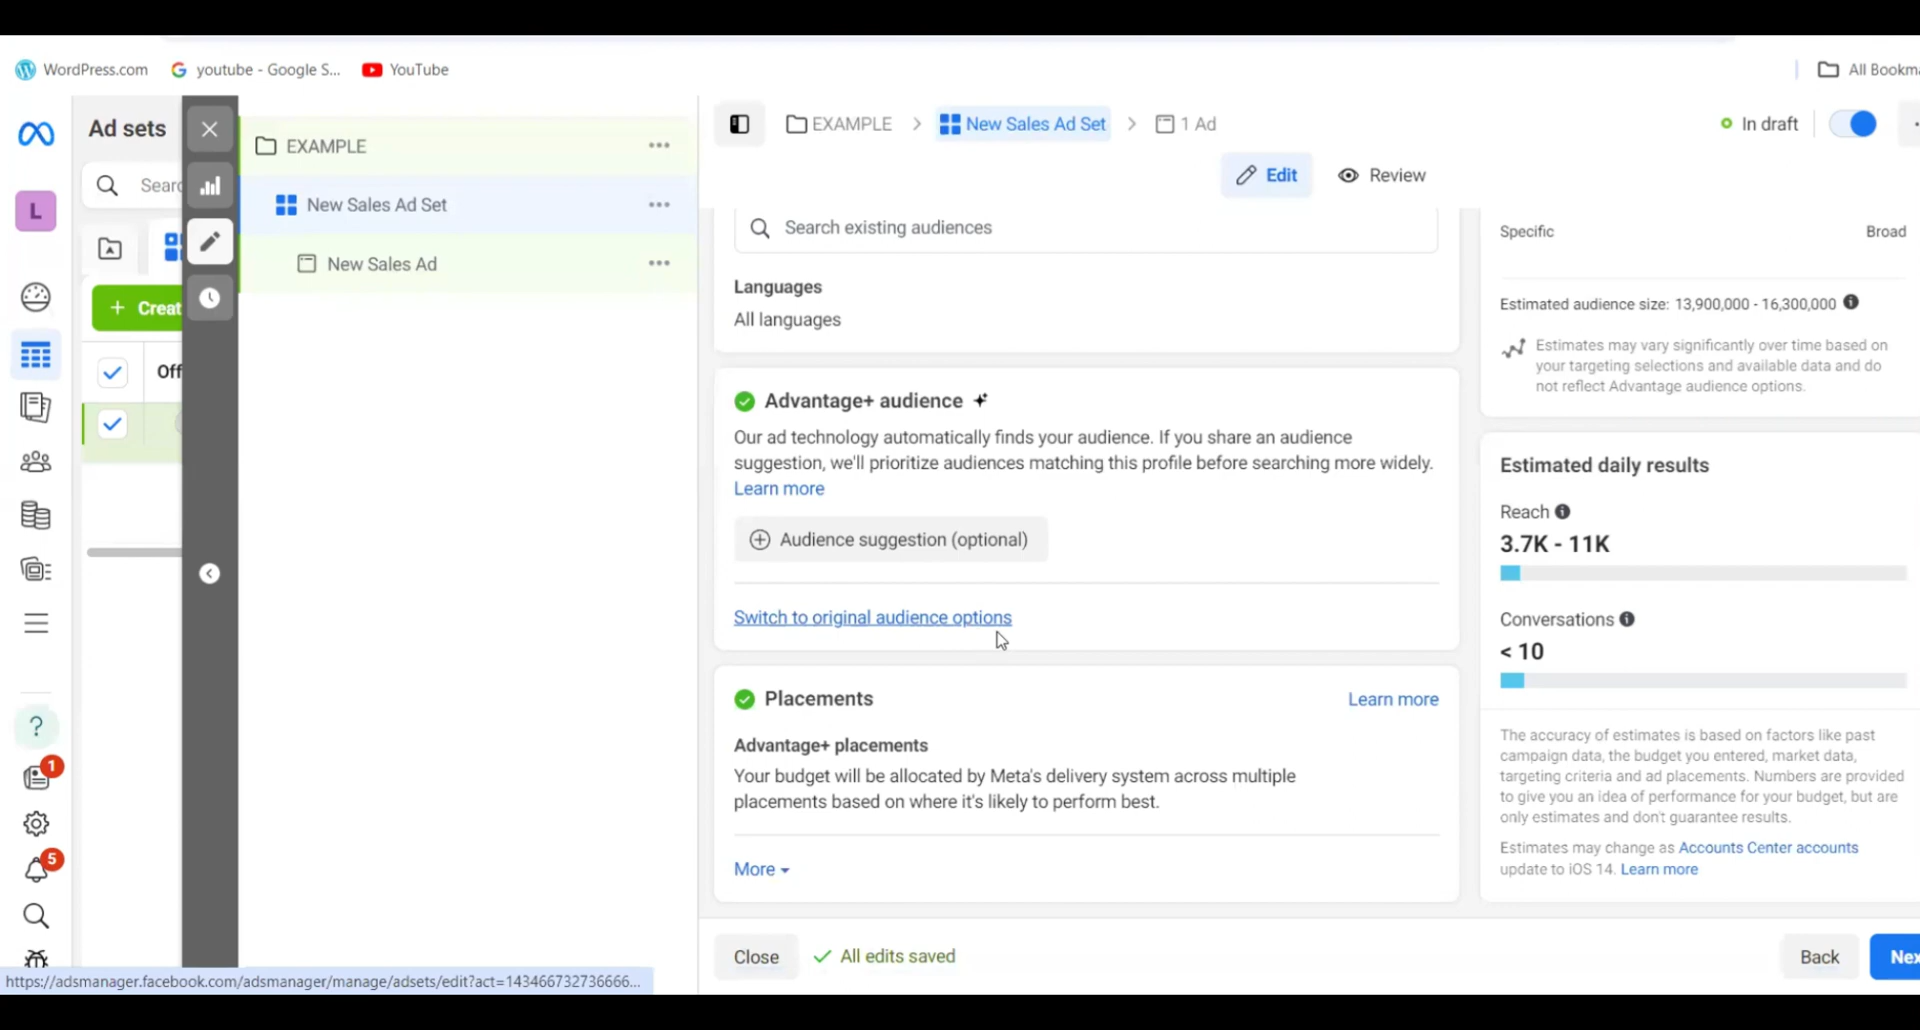 WordPress.com
youtube - Google S...
YouTube
All Bookma
Ad sets
EXAMPLE
EXAMPLE > New Sales Ad Set > 1 Ad
In draft
L
Searc
New Sales Ad Set
Edit
Review
New Sales Ad
+ Creat
Off
Search existing audiences
Languages
All languages
Advantage+ audience
Our ad technology automatically finds your audience. If you share an audience
suggestion, we'll prioritize audiences matching this profile before searching more widely.
Learn more
Audience suggestion (optional)
Switch to original audience options
Placements
Learn more
Advantage+ placements
Your budget will be allocated by Meta's delivery system across multiple
placements based on where it's likely to perform best.
More
Specific
Broad
Estimated audience size: 13,900,000 - 16,300,000
Estimates may vary significantly over time based on
your targeting selections and available data and do
not reflect Advantage audience options.
Estimated daily results
Reach
3.7K - 11K
Conversations
< 10
The accuracy of estimates is based on factors like past
campaign data, the budget you entered, market data,
targeting criteria and ad placements. Numbers are provided
to give you an idea of performance for your budget, but are
only estimates and don't guarantee results.
Estimates may change as Accounts Center accounts
update to iOS 14. Learn more
?
1
5
Close
All edits saved
Back
Nex
https://adsmanager.facebook.com/adsmanager/manage/adsets/edit?act=143466732736666...